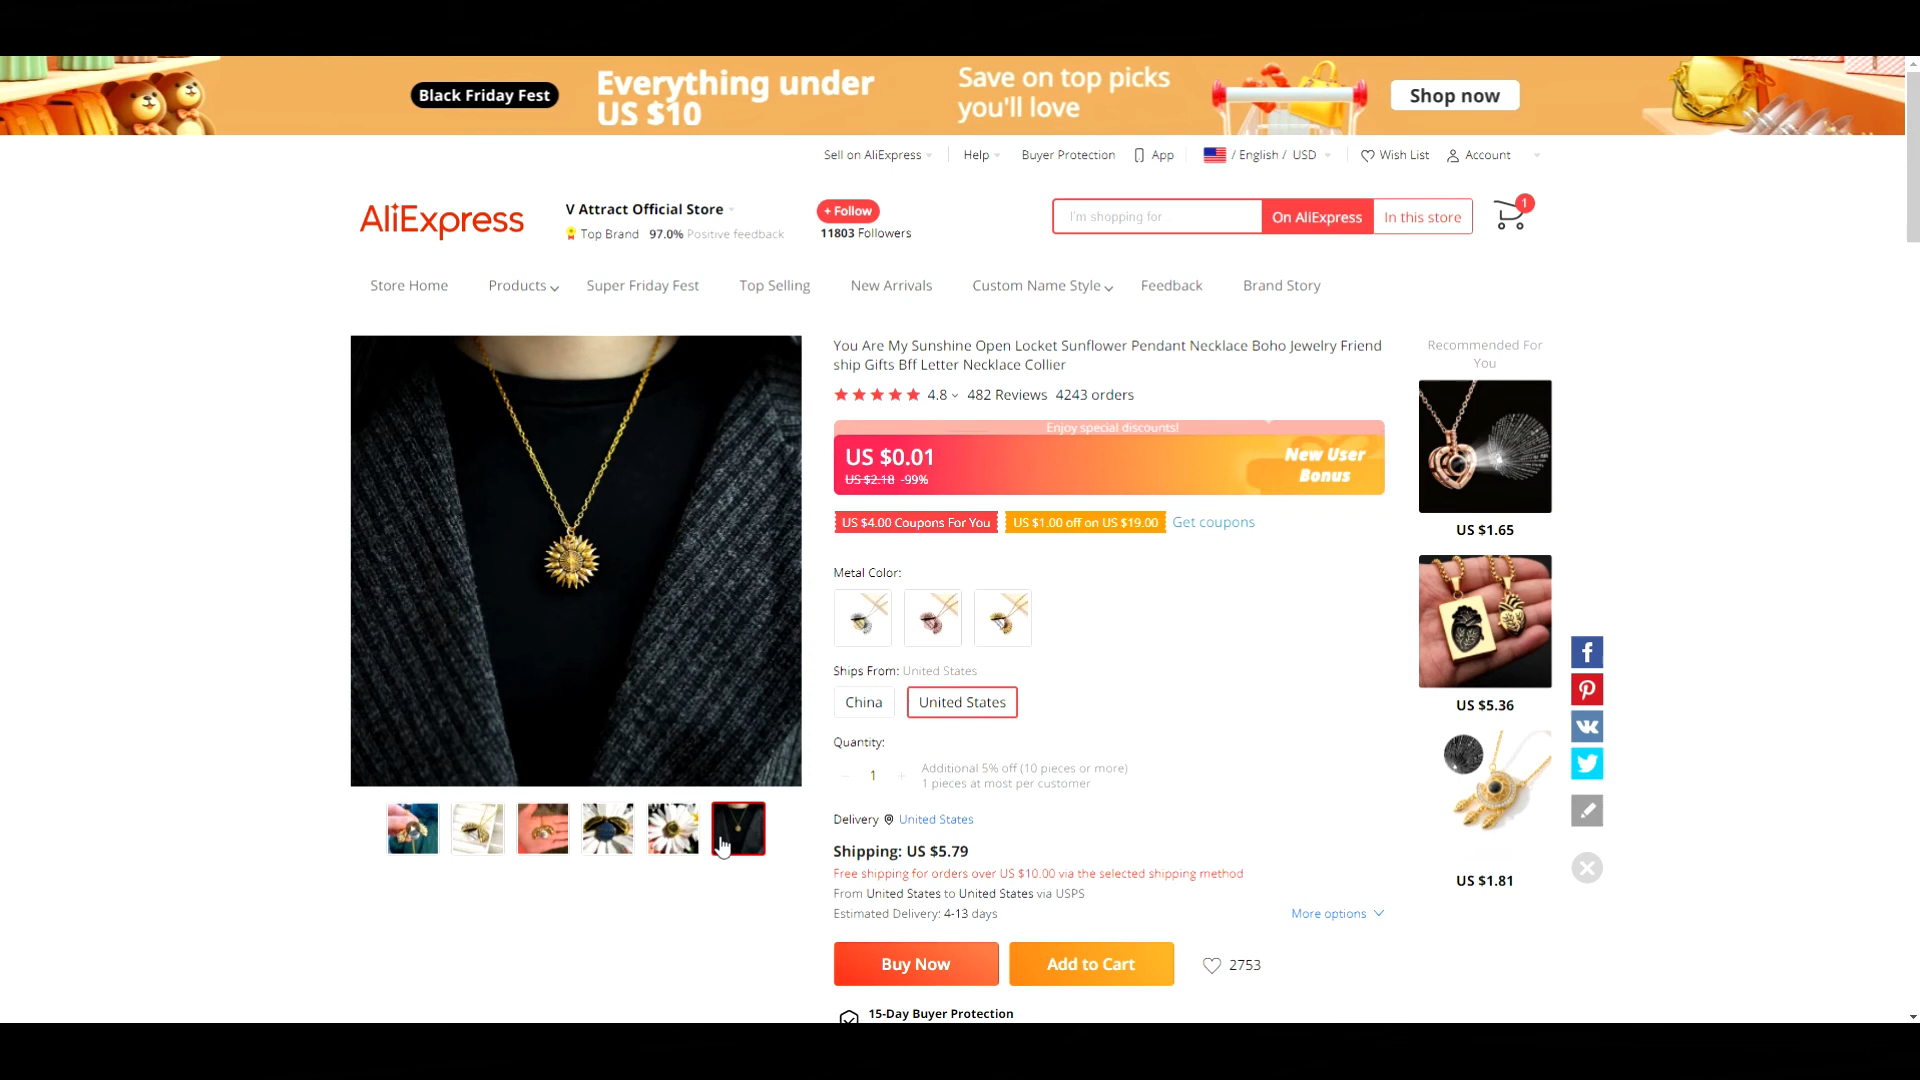 Black Friday Fest
Everything under
US $10
Save on top picks
you'll love
Shop now
Sell on AliExpress
Help
Buyer Protection
App
/ English / USD
Wish List
Account
AliExpress
V Attract Official Store
Top Brand 97.0% Positive feedback
+ Follow
11803 Followers
I'm shopping for
On AliExpress
In this store
1
Store Home
Products
Super Friday Fest
Top Selling
New Arrivals
Custom Name Style
Feedback
Brand Story
You Are My Sunshine Open Locket Sunflower Pendant Necklace Boho Jewelry Friend
ship Gifts Bff Letter Necklace Collier
4.8 482 Reviews 4243 orders
Enjoy special discounts!
US $0.01
US $2.18 -99%
New User
Bonus
US $4.00 Coupons For You
US $1.00 off on US $19.00
Get coupons
Metal Color:
Ships From: United States
China
United States
Quantity:
1
Additional 5% off (10 pieces or more)
1 pieces at most per customer
Delivery United States
Shipping: US $5.79
Free shipping for orders over US $10.00 via the selected shipping method
From United States to United States via USPS
Estimated Delivery: 4-13 days
More options
Buy Now
Add to Cart
2753
15-Day Buyer Protection
Recommended For
You
US $1.65
US $5.36
US $1.81